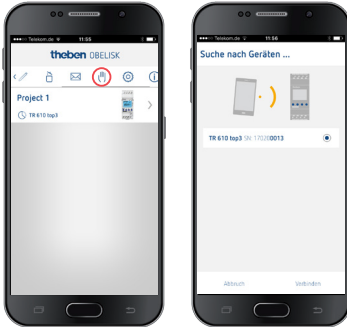 Telekom.de 11:55
theben OBELISK
Project 1
TR 610 top3
Telekom.de 11:56
Suche nach Geräten ...
TR 610 top3 SN: 170280013
Abbruch Verbinden